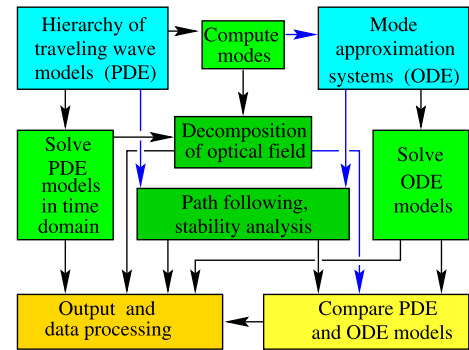 Hierarchy of
traveling wave
models (PDE)
Compute
modes
Mode
approximation
systems (ODE)
Solve
PDE
models
in time
domain
Decomposition
of optical field
Solve
ODE
models
Path following,
stability analysis
Output and
data processing
Compare PDE
and ODE models